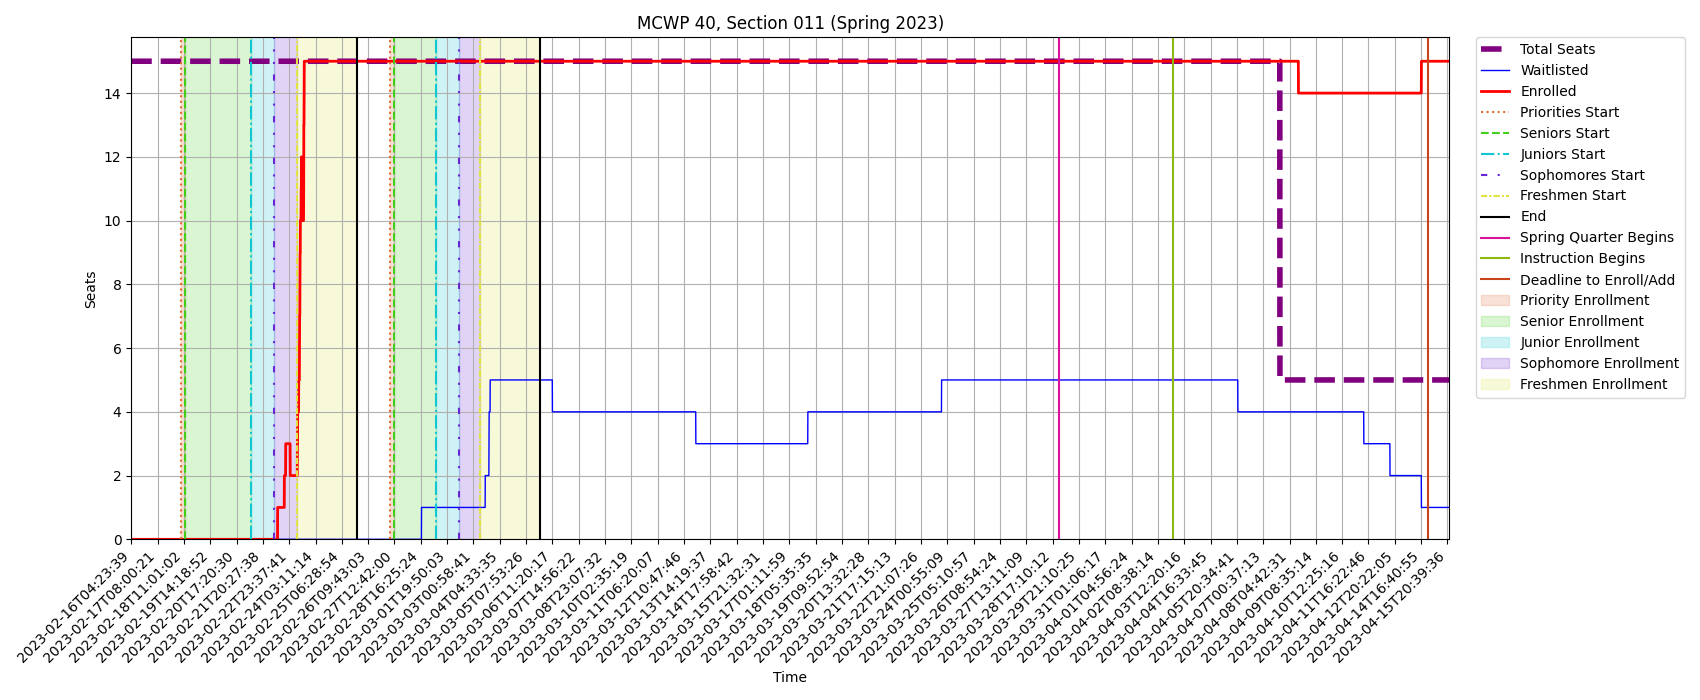 MCWP 40, Section 011 (Spring 2023)
Seats
14
12
10
8
6
4
2
0
2023-02-16T04:23:39
2023-02-17T08:00:21
2023-02-18T11:01:02
2023-02-19T14:18:52
2023-02-20T17:20:30
2023-02-21T20:27:38
2023-02-22T23:37:41
2023-02-24T03:11:14
2023-02-25T06:28:54
2023-02-26T09:43:03
2023-02-27T12:42:00
2023-02-28T16:25:24
2023-03-01T19:50:03
2023-03-03T00:58:41
2023-03-04T04:33:35
2023-03-05T07:53:26
2023-03-06T11:20:17
2023-03-07T14:56:22
2023-03-08T23:07:32
2023-03-10T02:35:19
2023-03-11T06:20:07
2023-03-12T10:47:46
2023-03-13T14:19:37
2023-03-14T17:58:42
2023-03-15T21:32:31
2023-03-17T01:11:59
2023-03-18T05:35:35
2023-03-19T09:52:54
2023-03-20T13:32:28
2023-03-21T17:15:13
2023-03-22T21:07:26
2023-03-24T00:55:09
2023-03-25T05:10:57
2023-03-26T08:54:24
2023-03-27T13:11:09
2023-03-28T17:10:12
2023-03-29T21:10:25
2023-03-31T01:06:17
2023-04-01T04:56:24
2023-04-02T08:38:14
2023-04-03T12:20:16
2023-04-04T16:33:45
2023-04-05T20:34:41
2023-04-07T00:37:13
2023-04-08T04:42:31
2023-04-09T08:35:14
2023-04-10T12:25:16
2023-04-11T16:22:46
2023-04-12T20:22:05
2023-04-14T16:40:55
2023-04-15T20:39:36
Time
Total Seats
Waitlisted
Enrolled
Priorities Start
Seniors Start
Juniors Start
Sophomores Start
Freshmen Start
End
Spring Quarter Begins
Instruction Begins
Deadline to Enroll/Add
Priority Enrollment
Senior Enrollment
Junior Enrollment
Sophomore Enrollment
Freshmen Enrollment